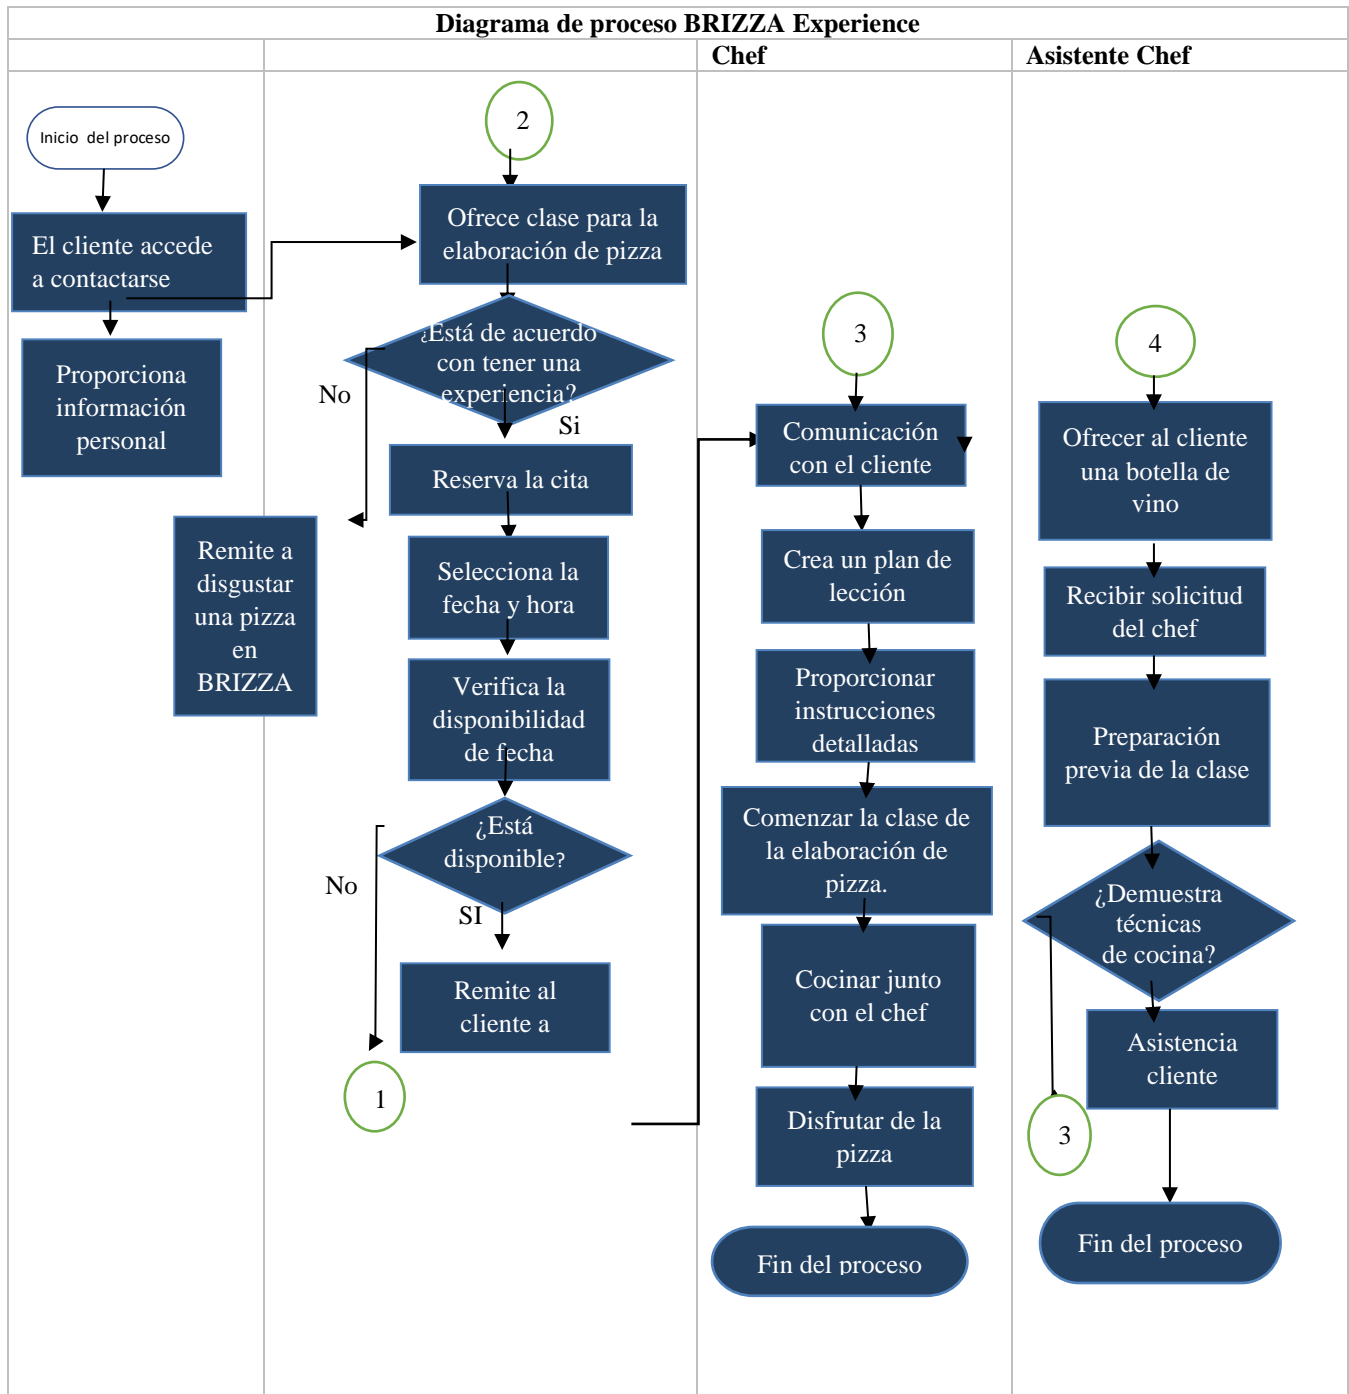 Diagrama de proceso BRIZZA Experience
Chef
Asistente Chef
Inicio del proceso
El cliente accede
a contactarse
Proporciona
información
personal
Remite a
disgustar
una pizza
en
BRIZZA
2
Ofrece clase para la
elaboración de pizza
¿Está de acuerdo
con tener una
experiencia?
No
Si
Reserva la cita
Selecciona la
fecha y hora
Verifica la
disponibilidad
de fecha
¿Está
disponible?
No
SI
Remite al
cliente a
1
3
Comunicación
con el cliente
Crea un plan de
lección
Proporcionar
instrucciones
detalladas
Comenzar la clase de
la elaboración de
pizza.
Cocinar junto
con el chef
Disfrutar de la
pizza
Fin del proceso
4
Ofrecer al cliente
una botella de
vino
Recibir solicitud
del chef
Preparación
previa de la clase
¿Demuestra
técnicas
de cocina?
Asistencia
cliente
3
Fin del proceso